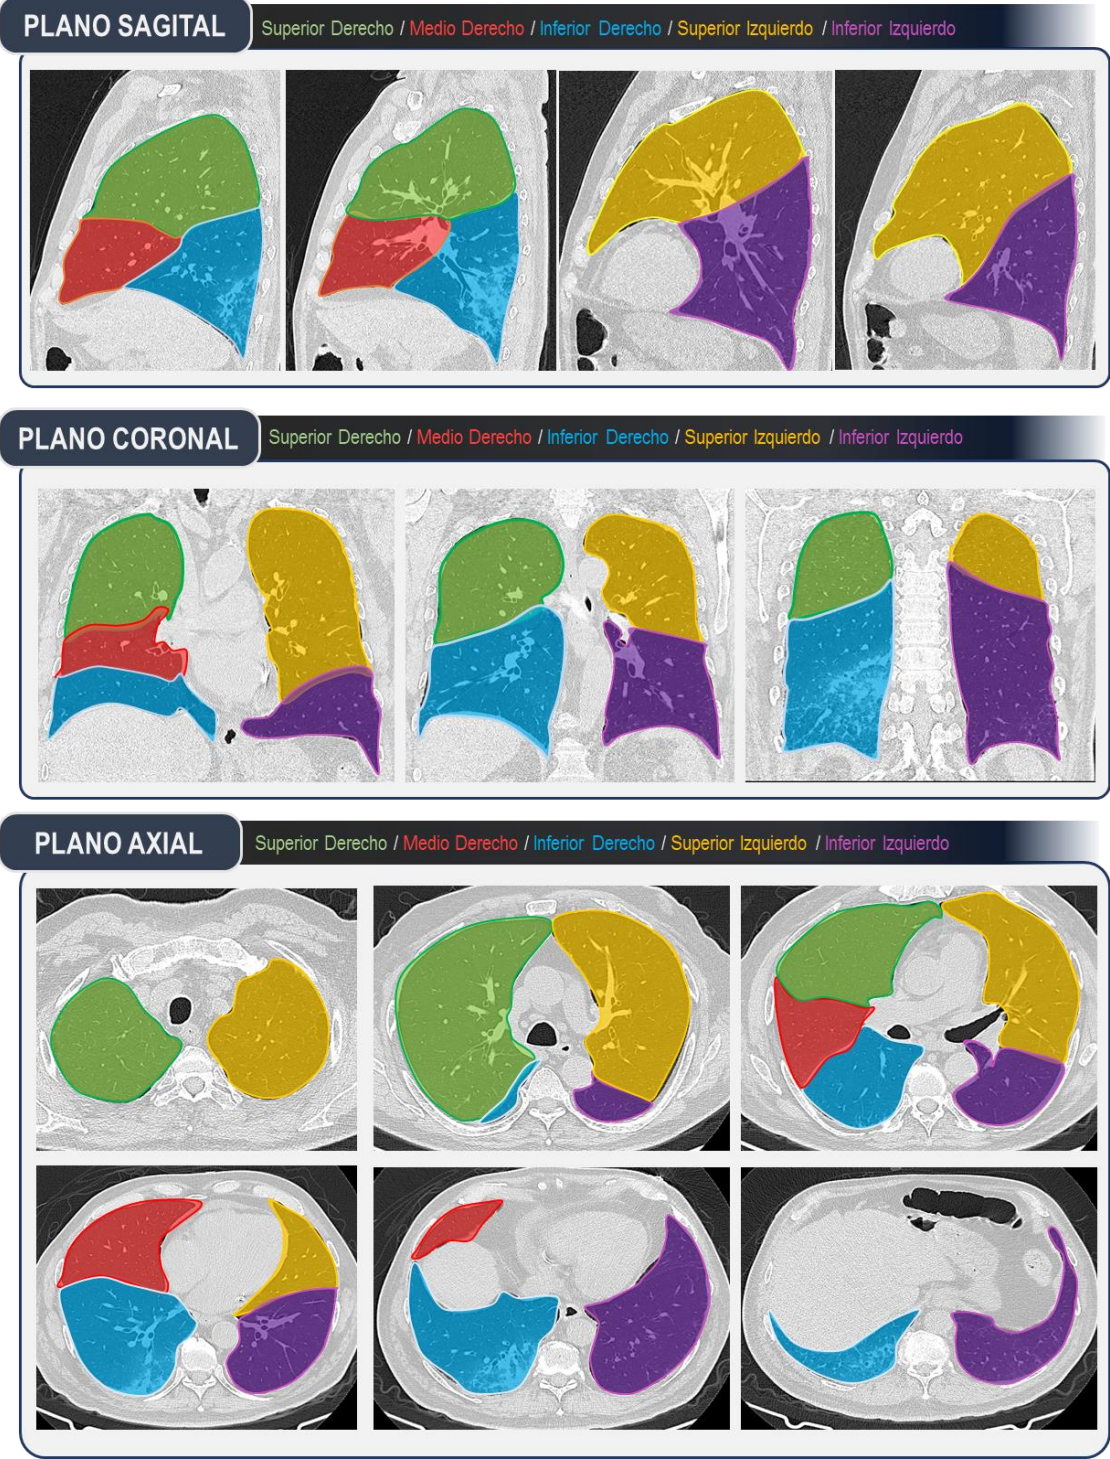 PLANO SAGITAL
Superior Derecho / Medio Derecho / Inferior Derecho / Superior Izquierdo / Inferior Izquierdo
PLANO CORONAL
Superior Derecho / Medio Derecho / Inferior Derecho / Superior Izquierdo / Inferior Izquierdo
PLANO AXIAL
Superior Derecho / Medio Derecho / Inferior Derecho / Superior Izquierdo / Inferior Izquierdo